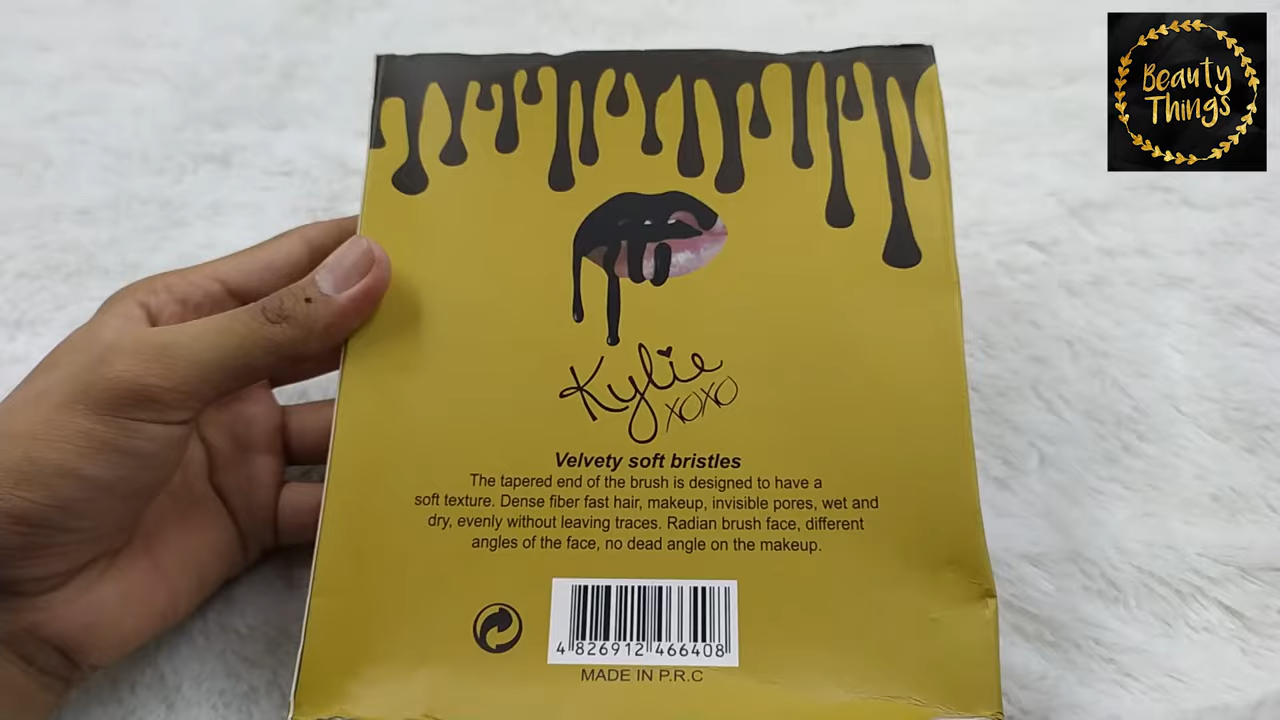 Beauty
Things
Kylie
XOXO
Velvety soft bristles
The tapered end of the brush is designed to have a
soft texture. Dense fiber fast hair, makeup, invisible pores, wet and
dry, evenly without leaving traces. Radian brush face, different
angles of the face, no dead angle on the makeup.
4 826912 466408
MADE IN P.R.C